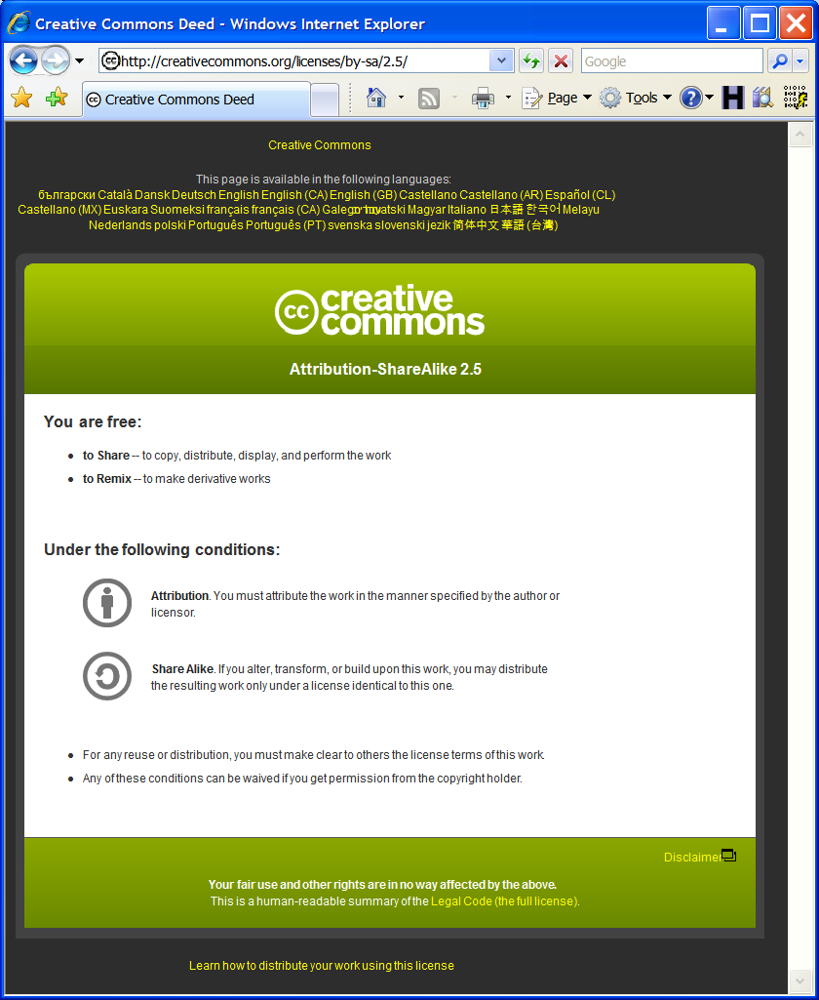 Creative Commons Deed - Windows Internet Explorer
http://creativecommons.org/licenses/by-sa/2.5/
Google
Creative Commons Deed
Page
Tools
Creative Commons
This page is available in the following languages:
български Català Dansk Deutsch English English (CA) English (GB) Castellano Castellano (AR) Español (CL)
Castellano (MX) Euskara Suomeksi français français (CA) Galego hrvatski Magyar Italiano 日本語 한국어 Melayu
Nederlands polski Português Português (PT) svenska slovenski jezik 简体中文 華語 (台灣)
cc creative
commons
Attribution-ShareAlike 2.5
You are free:
to Share -- to copy, distribute, display, and perform the work
to Remix -- to make derivative works
Under the following conditions:
Attribution. You must attribute the work in the manner specified by the author or
licensor.
Share Alike. If you alter, transform, or build upon this work, you may distribute
the resulting work only under a license identical to this one.
For any reuse or distribution, you must make clear to others the license terms of this work.
Any of these conditions can be waived if you get permission from the copyright holder.
Disclaimer
Your fair use and other rights are in no way affected by the above.
This is a human-readable summary of the Legal Code (the full license).
Learn how to distribute your work using this license